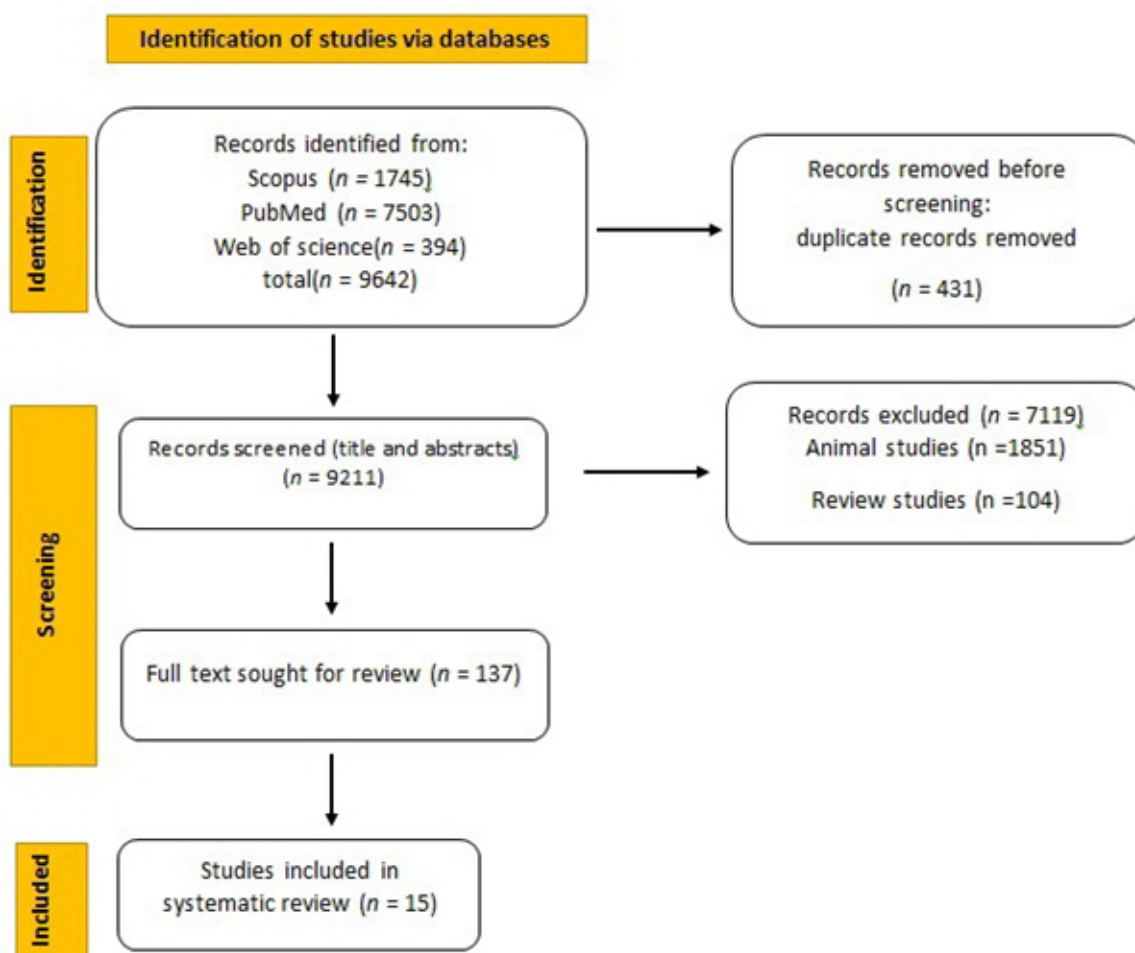 Identification of studies via databases
Identification
Records identified from:
Scopus (n = 1745)
PubMed (n = 7503)
Web of science(n = 394)
total(n = 9642)
Records removed before
screening:
duplicate records removed
(n = 431)
Screening
Records screened (title and abstracts)
(n = 9211)
Records excluded (n = 7119)
Animal studies (n =1851)
Review studies (n =104)
Full text sought for review (n = 137)
Included
Studies included in
systematic review (n = 15)